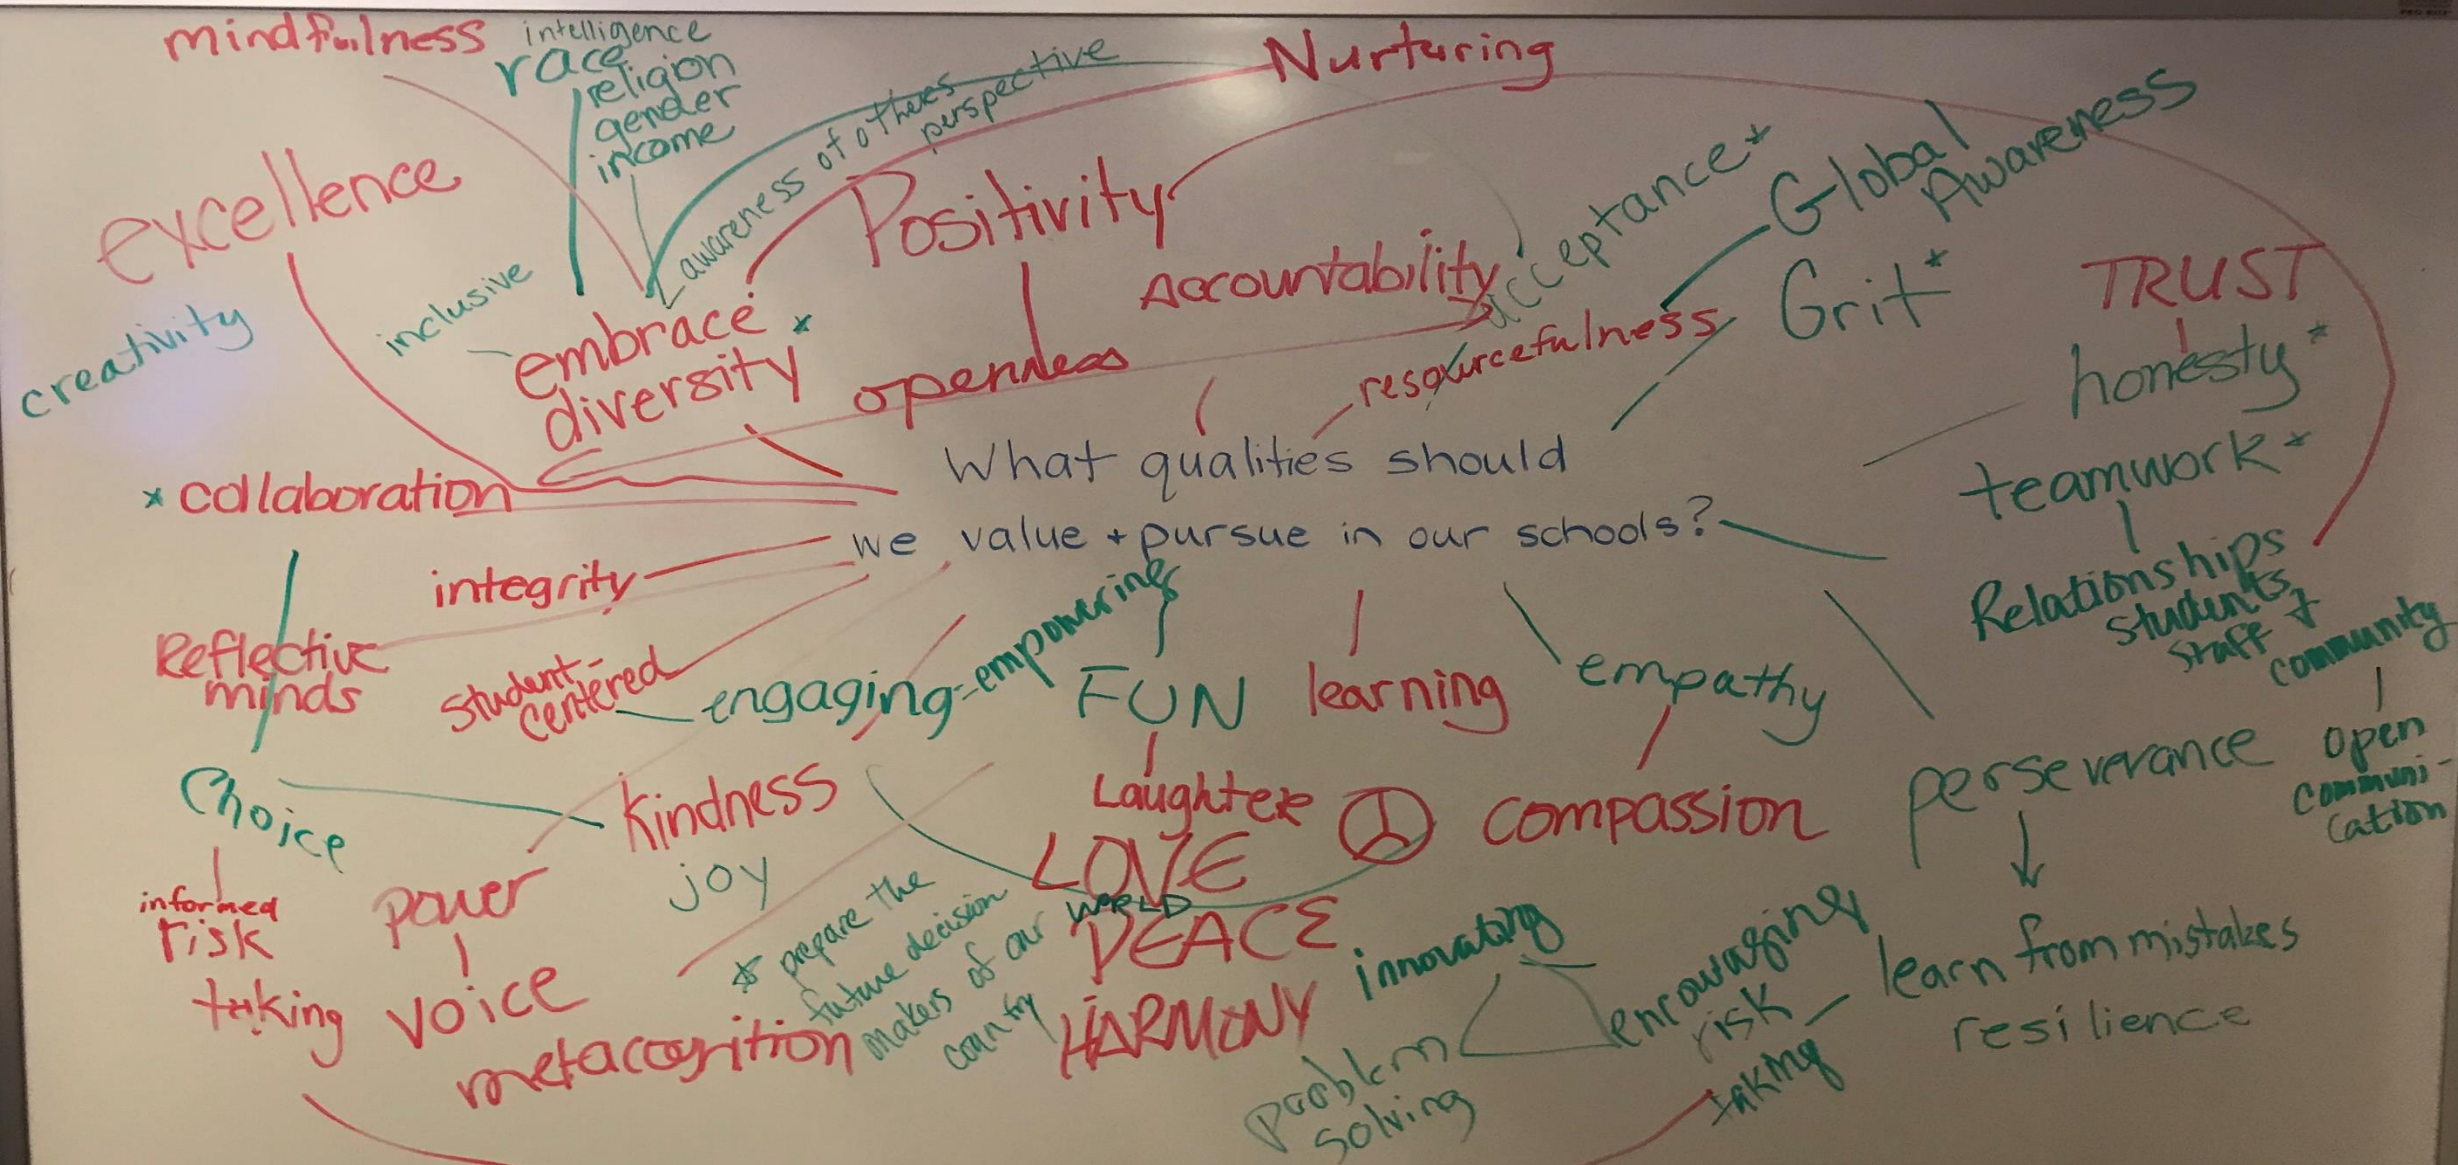 mindfulness
intelligence
race
religion
gender
income
awareness of others
perspective
Nurturing
excellence
Positivity
acceptance*
Global
Awareness
creativity
inclusive
embrace
diversity *
openness
Accountability
resourcefulness
Grit*
TRUST
honesty*
* collaboration
What qualities should
we value + pursue in our schools?
teamwork*
Relationships
students
staff +
community
open
communi-
cation
integrity
Reflective
minds
student-
centered
engaging
empowering
FUN
learning
empathy
Laughter
compassion
perseverance
Choice
kindness
joy
LOVE
PEACE
HARMONY
informed
risk
taking
power
voice
metacognition
* prepare the
future decision
makers of our WORLD
country
innovating
problem
solving
encouraging
risk
taking
learn from mistakes
resilience